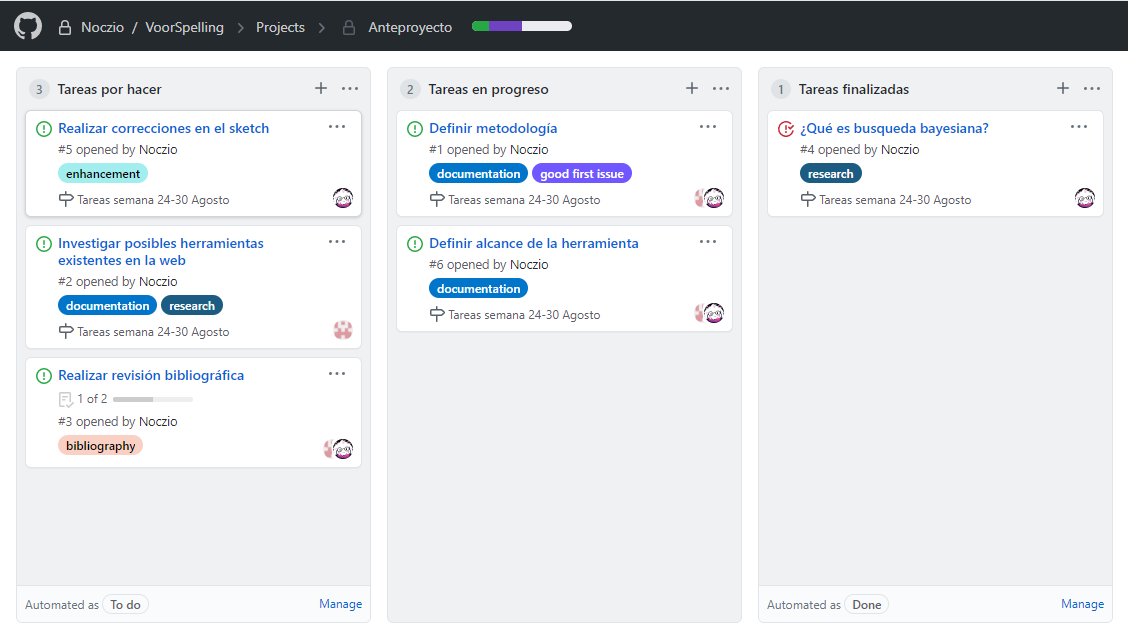 Noczio / VoorSpelling > Projects > Anteproyecto
3 Tareas por hacer
Realizar correcciones en el sketch
#5 opened by Noczio
enhancement
Tareas semana 24-30 Agosto
Investigar posibles herramientas
existentes en la web
#2 opened by Noczio
documentation research
Tareas semana 24-30 Agosto
Realizar revisión bibliográfica
1 of 2
#3 opened by Noczio
bibliography
Automated as To do Manage
2 Tareas en progreso
Definir metodología
#1 opened by Noczio
documentation good first issue
Tareas semana 24-30 Agosto
Definir alcance de la herramienta
#6 opened by Noczio
documentation
Tareas semana 24-30 Agosto
1 Tareas finalizadas
¿Qué es busqueda bayesiana?
#4 opened by Noczio
research
Tareas semana 24-30 Agosto
Automated as Done Manage